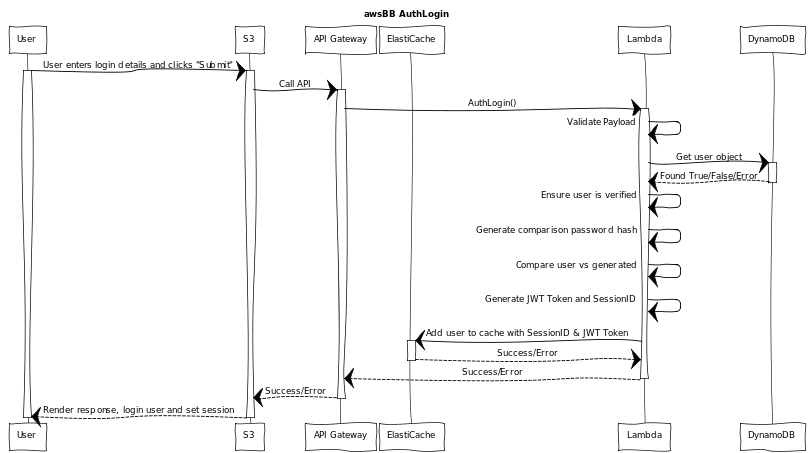 awsBB AuthLogin
User
S3
API Gateway
ElastiCache
Lambda
DynamoDB
User enters login details and clicks "Submit"
Call API
AuthLogin()
Validate Payload
Get user object
Found True/False/Error
Ensure user is verified
Generate comparison password hash
Compare user vs generated
Generate JWT Token and SessionID
Add user to cache with SessionID & JWT Token
Success/Error
Success/Error
Success/Error
Render response, login user and set session
User
S3
API Gateway
ElastiCache
Lambda
DynamoDB